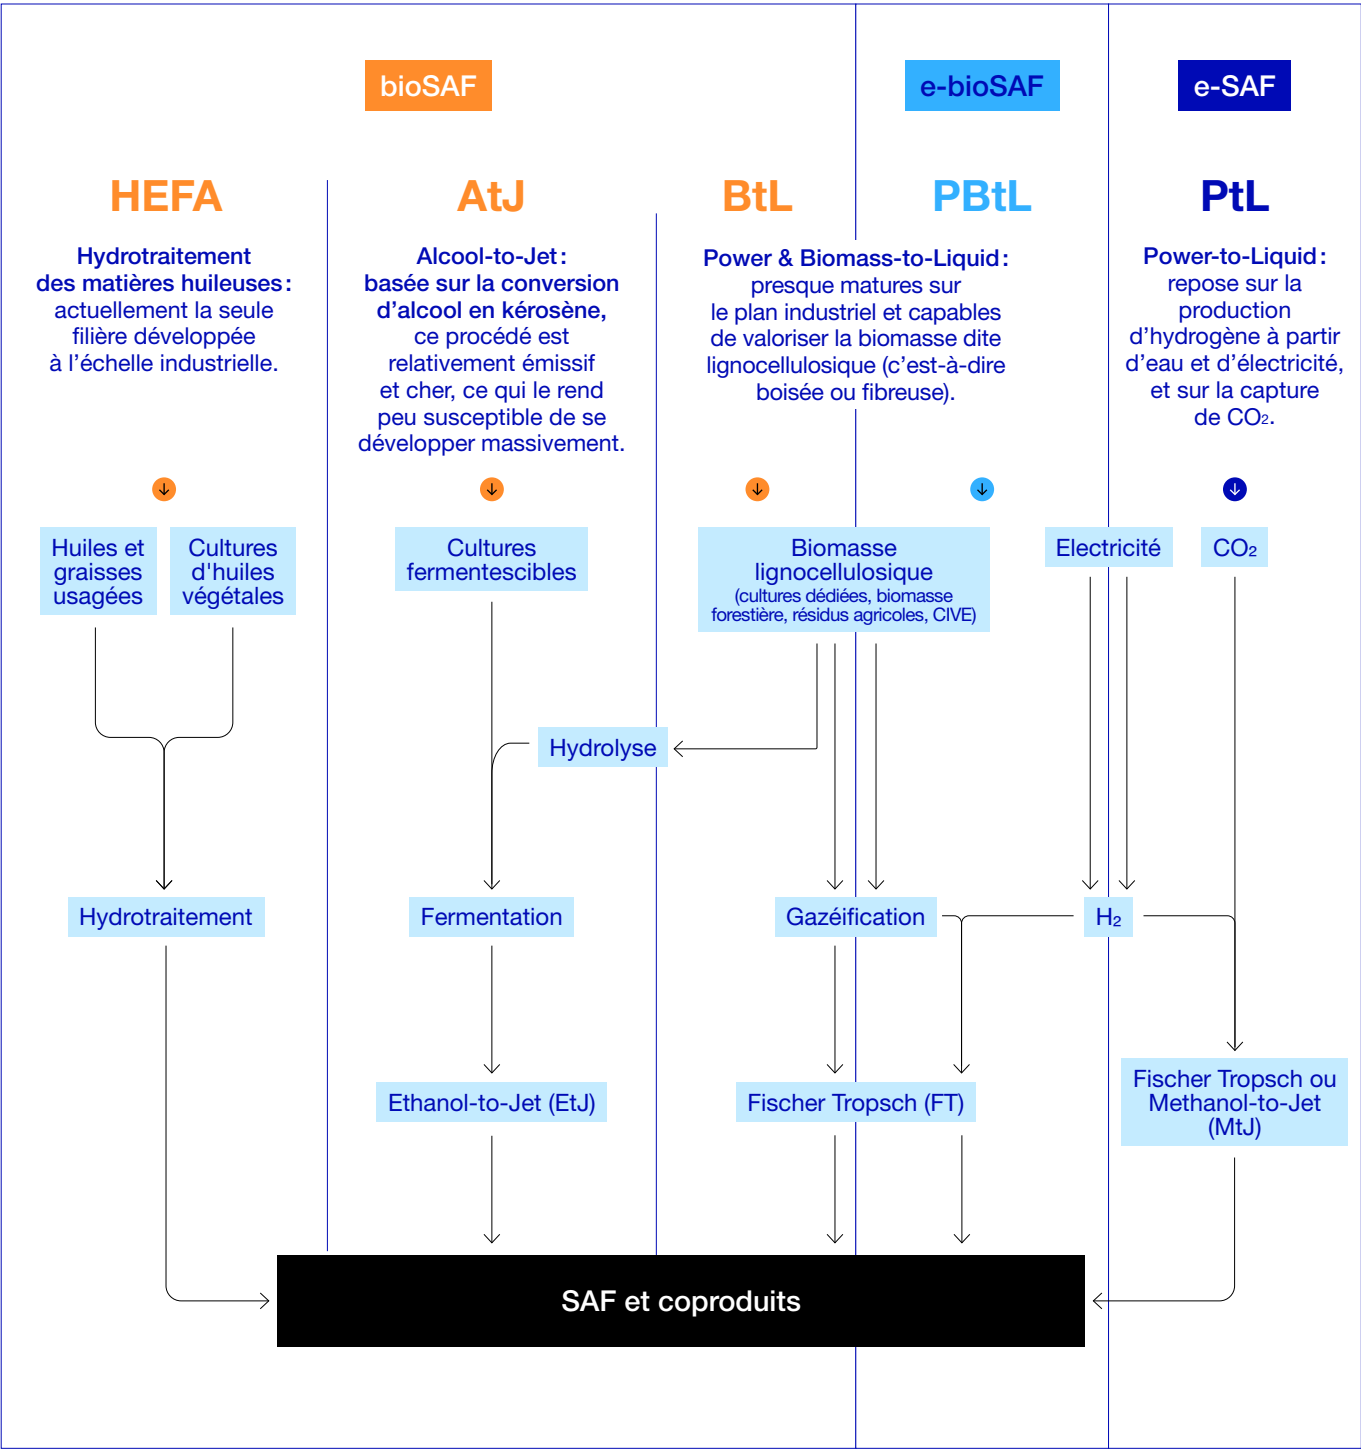 bioSAF
e-bioSAF
e-SAF
HEFA
Hydrotraitement
des matières huileuses :
actuellement la seule
filière développée
à l’échelle industrielle.
AtJ
Alcool-to-Jet :
basée sur la conversion
d’alcool en kérosène,
ce procédé est
relativement émissif
et cher, ce qui le rend
peu susceptible de se
développer massivement.
BtL
PBtL
Power & Biomass-to-Liquid :
presque matures sur
le plan industriel et capables
de valoriser la biomasse dite
lignocellulosique (c’est-à-dire
boisée ou fibreuse).
PtL
Power-to-Liquid :
repose sur la
production
d’hydrogène à partir
d’eau et d’électricité,
et sur la capture
de CO₂.
Huiles et
graisses
usagées
Cultures
d'huiles
végétales
Cultures
fermentescibles
Biomasse
lignocellulosique
(cultures dédiées, biomasse
forestière, résidus agricoles, CIVE)
Electricité
CO₂
Hydrolyse
Hydrotraitement
Fermentation
Gazéification
H₂
Ethanol-to-Jet (EtJ)
Fischer Tropsch (FT)
Fischer Tropsch ou
Methanol-to-Jet
(MtJ)
SAF et coproduits